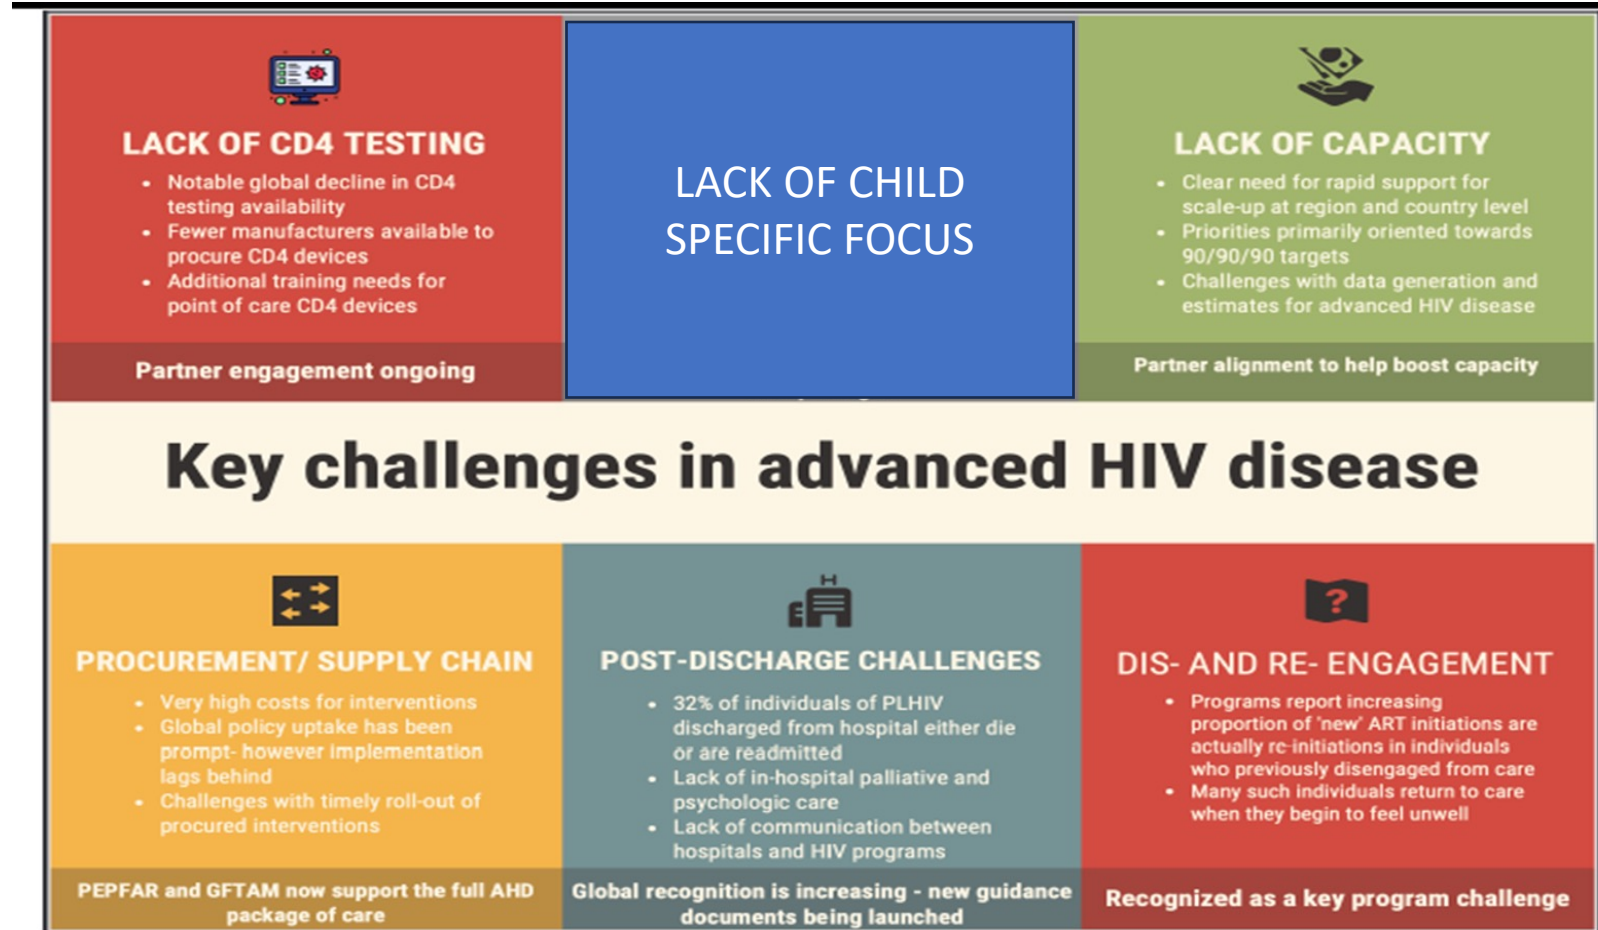 LACK OF CD4 TESTING
• Notable global decline in CD4
testing availability
• Fewer manufacturers available to
procure CD4 devices
• Additional training needs for
point of care CD4 devices
Partner engagement ongoing
LACK OF CHILD
SPECIFIC FOCUS
LACK OF CAPACITY
• Clear need for rapid support for
scale-up at region and country level
• Priorities primarily oriented towards
90/90/90 targets
• Challenges with data generation and
estimates for advanced HIV disease
Partner alignment to help boost capacity
Key challenges in advanced HIV disease
PROCUREMENT/ SUPPLY CHAIN
• Very high costs for interventions
• Global policy uptake has been
prompt- however implementation
lags behind
• Challenges with timely roll-out of
procured interventions
PEPFAR and GFTAM now support the full AHD
package of care
H
E
POST-DISCHARGE CHALLENGES
• 32% of individuals of PLHIV
discharged from hospital either die
or are readmitted
• Lack of in-hospital palliative and
psychologic care
• Lack of communication between
hospitals and HIV programs
Global recognition is increasing - new guidance
documents being launched
?
DIS- AND RE- ENGAGEMENT
• Programs report increasing
proportion of 'new' ART initiations are
actually re-initiations in individuals
who previously disengaged from care
• Many such individuals return to care
when they begin to feel unwell
Recognized as a key program challenge